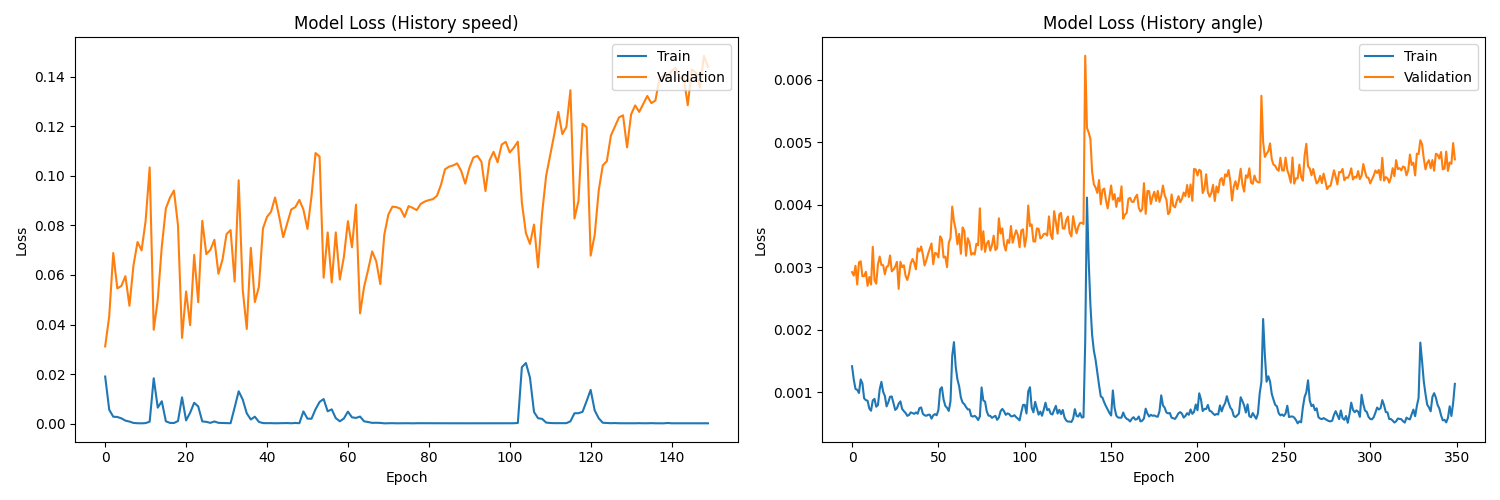 Model Loss (History speed)
Train
Validation
0.14
0.12
0.10
0.08
0.06
0.04
0.02
0.00
Loss
0 20 40 60 80 100 120 140
Epoch
Model Loss (History angle)
Train
Validation
0.006
0.005
0.004
0.003
0.002
0.001
Loss
0 50 100 150 200 250 300 350
Epoch